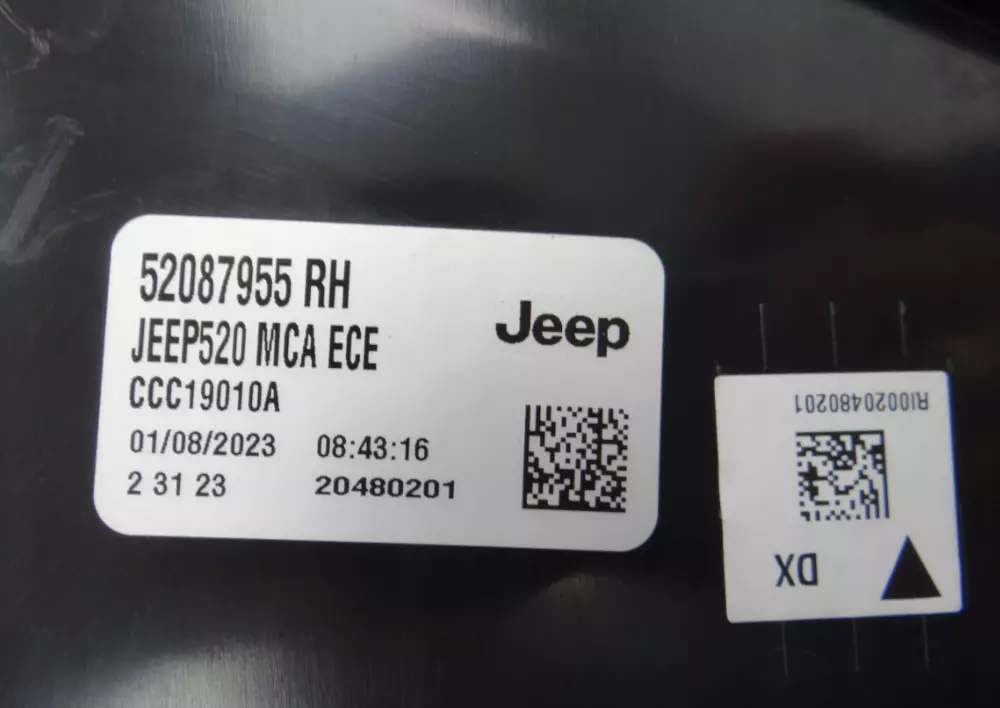 52087955 RH
JEEP520 MCA ECE
Jeep
CCC19010A
01/08/2023 08:43:16
2 31 23 20480201
RI0020480201
DX